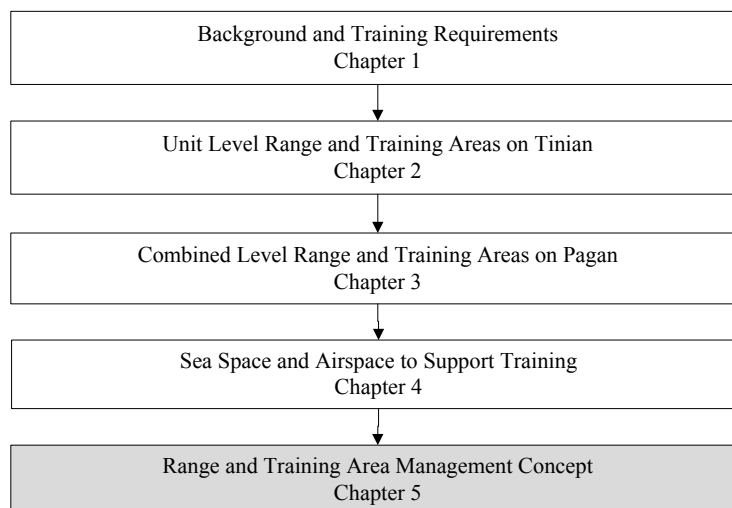 Background and Training Requirements
Chapter 1
Unit Level Range and Training Areas on Tinian
Chapter 2
Combined Level Range and Training Areas on Pagan
Chapter 3
Sea Space and Airspace to Support Training
Chapter 4
Range and Training Area Management Concept
Chapter 5